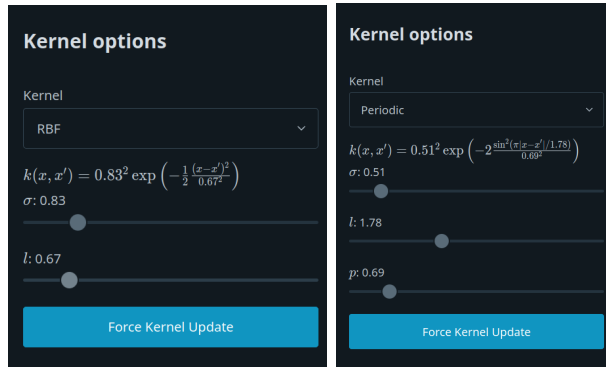 Kernel options
Kernel
RBF
k(x, x′) = 0.83² exp(−1/2 (x−x′)²/0.67²)
σ: 0.83
l: 0.67
Force Kernel Update
Kernel options
Kernel
Periodic
k(x, x′) = 0.51² exp(−2 sin²(π|x−x′|/1.78)/0.69²)
σ: 0.51
l: 1.78
p: 0.69
Force Kernel Update